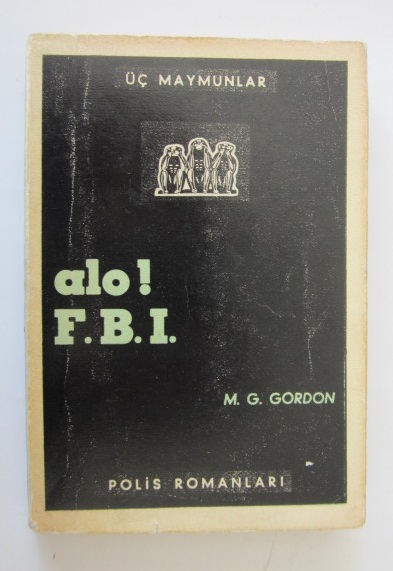 ÜÇ MAYMUNLAR
alo!
F.B.I.
M. G. GORDON
POLİS ROMANLARI